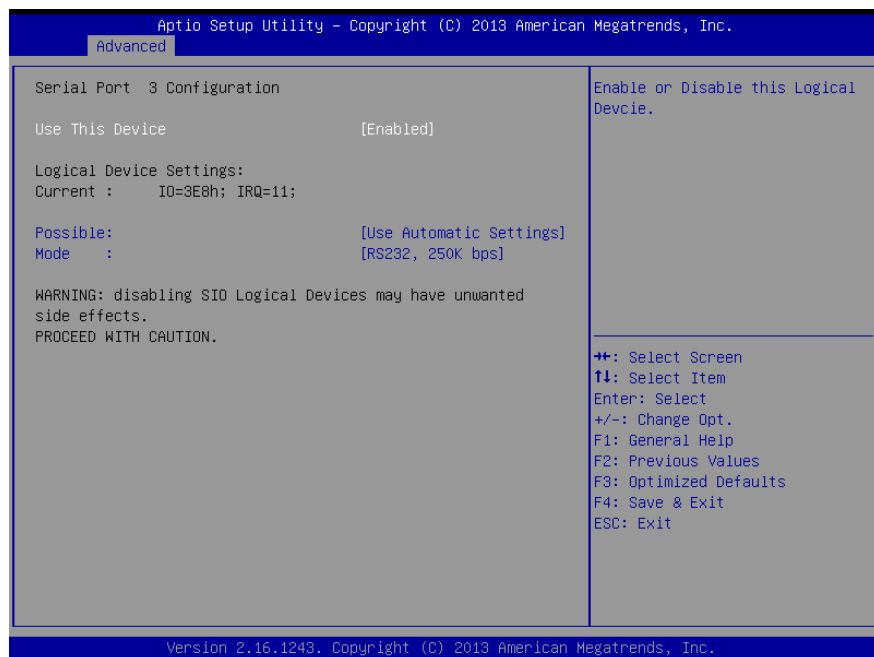 Aptio Setup Utility – Copyright (C) 2013 American Megatrends, Inc.
Advanced
Serial Port  3 Configuration
Use This Device [Enabled]
Logical Device Settings:
Current : IO=3E8h; IRQ=11;
Possible: [Use Automatic Settings]
Mode : [RS232, 250K bps]
WARNING: disabling SIO Logical Devices may have unwanted
side effects.
PROCEED WITH CAUTION.
Enable or Disable this Logical
Devcie.
→←: Select Screen
↑↓: Select Item
Enter: Select
+/-: Change Opt.
F1: General Help
F2: Previous Values
F3: Optimized Defaults
F4: Save & Exit
ESC: Exit
Version 2.16.1243. Copyright (C) 2013 American Megatrends, Inc.